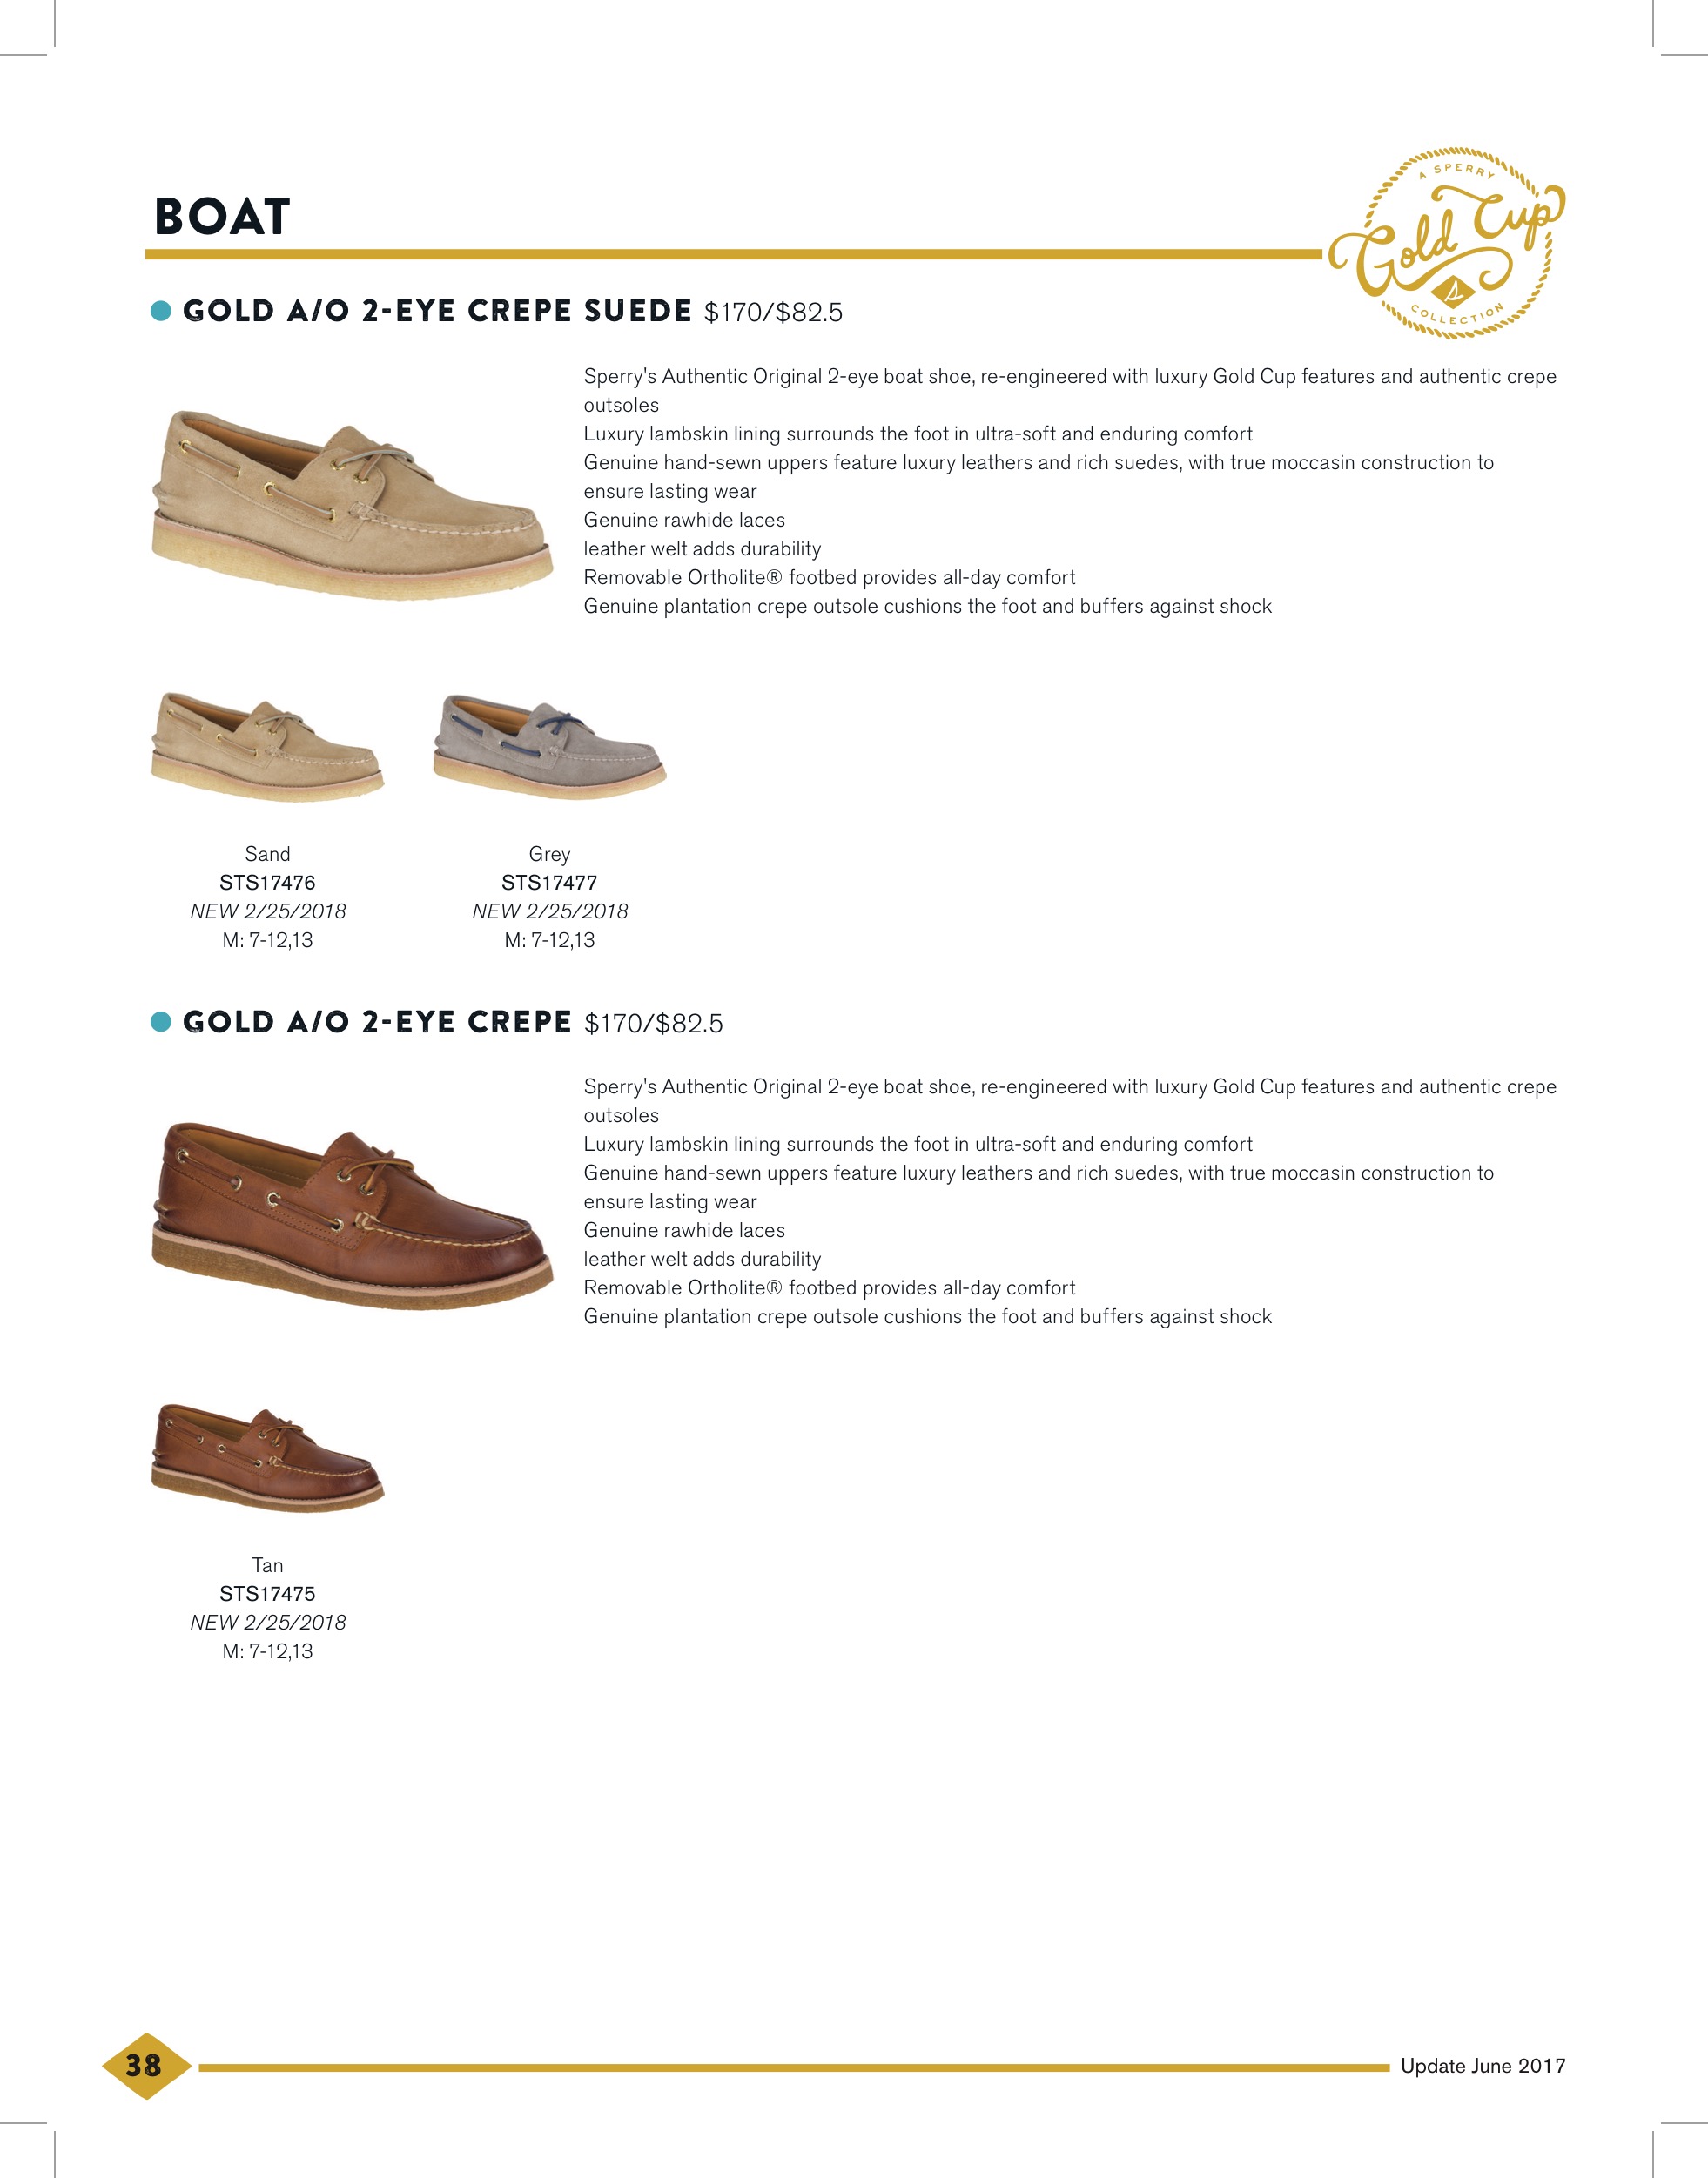 BOAT
A SPERRY
Gold Cup
COLLECTION
GOLD A/O 2-EYE CREPE SUEDE $170/$82.5
Sperry's Authentic Original 2-eye boat shoe, re-engineered with luxury Gold Cup features and authentic crepe
outsoles
Luxury lambskin lining surrounds the foot in ultra-soft and enduring comfort
Genuine hand-sewn uppers feature luxury leathers and rich suedes, with true moccasin construction to
ensure lasting wear
Genuine rawhide laces
leather welt adds durability
Removable Ortholite® footbed provides all-day comfort
Genuine plantation crepe outsole cushions the foot and buffers against shock
Sand
STS17476
NEW 2/25/2018
M: 7-12,13
Grey
STS17477
NEW 2/25/2018
M: 7-12,13
GOLD A/O 2-EYE CREPE $170/$82.5
Sperry's Authentic Original 2-eye boat shoe, re-engineered with luxury Gold Cup features and authentic crepe
outsoles
Luxury lambskin lining surrounds the foot in ultra-soft and enduring comfort
Genuine hand-sewn uppers feature luxury leathers and rich suedes, with true moccasin construction to
ensure lasting wear
Genuine rawhide laces
leather welt adds durability
Removable Ortholite® footbed provides all-day comfort
Genuine plantation crepe outsole cushions the foot and buffers against shock
Tan
STS17475
NEW 2/25/2018
M: 7-12,13
38
Update June 2017